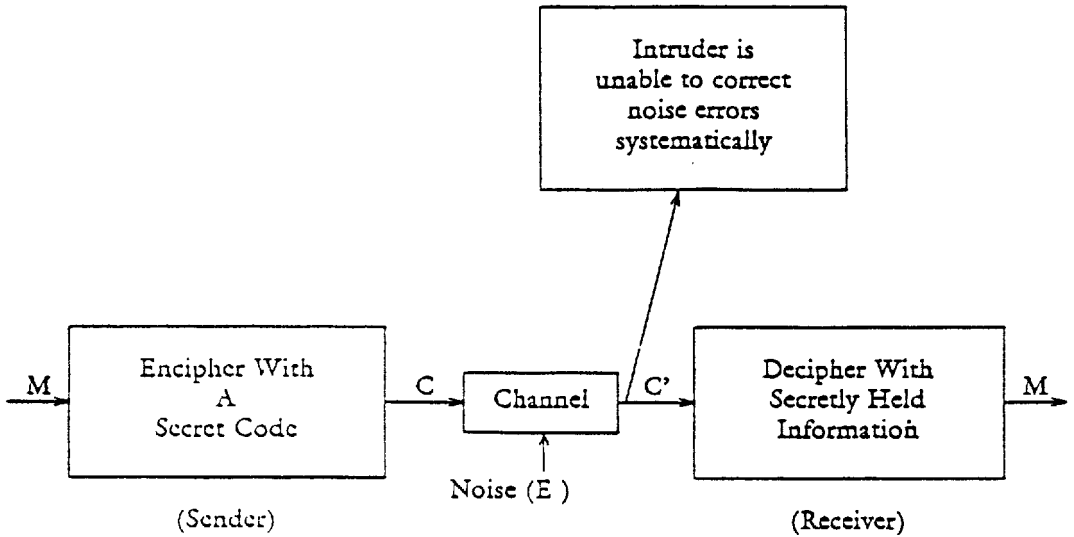 Intruder is
unable to correct
noise errors
systematically
M
Encipher With
A
Secret Code
C
Channel
C'
Decipher With
Secretly Held
Information
M
Noise (E )
(Sender)
(Receiver)